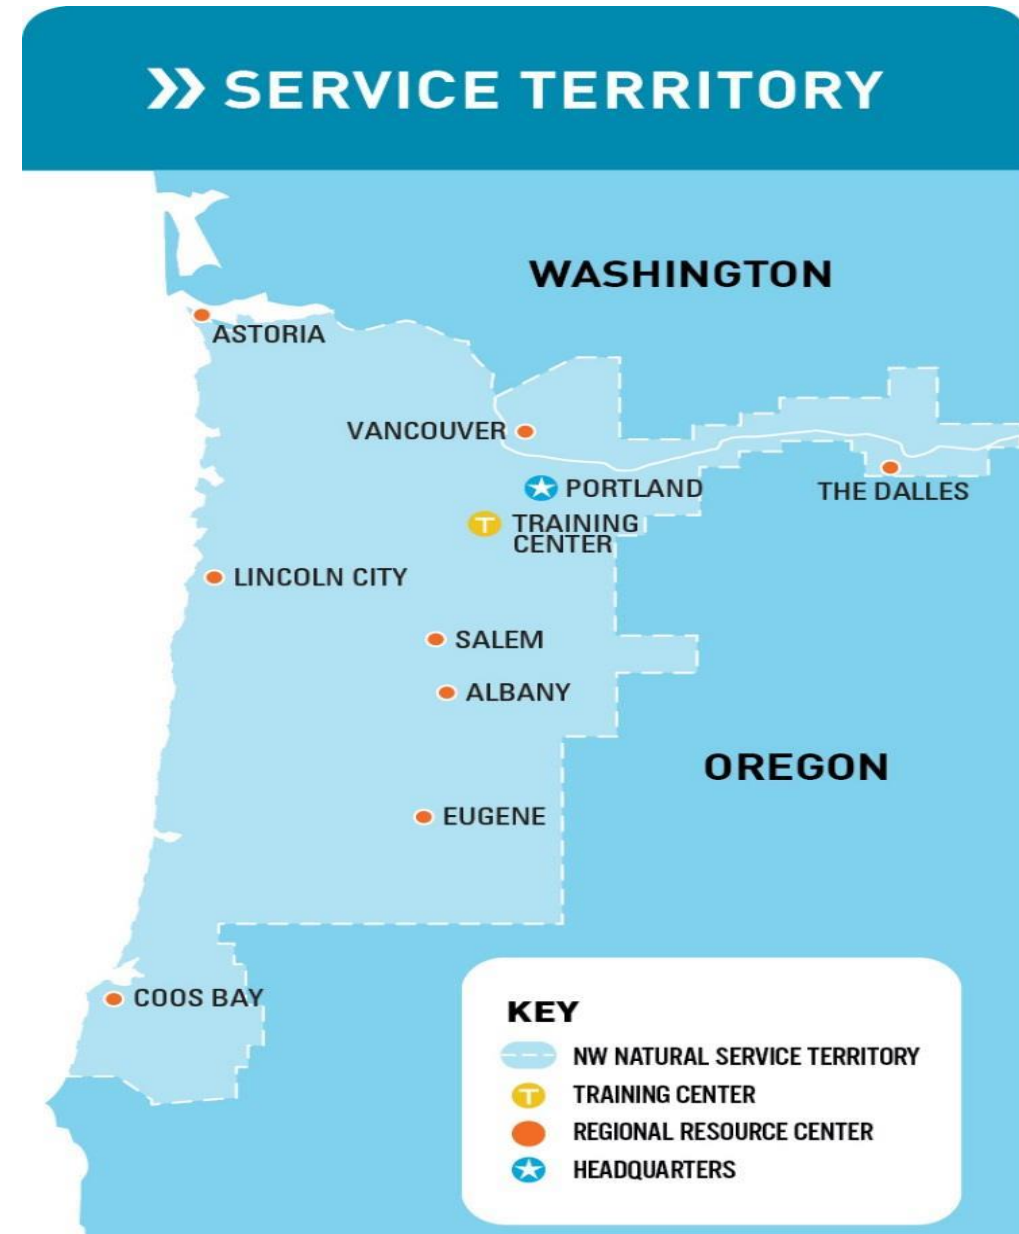 » SERVICE TERRITORY
WASHINGTON
ASTORIA
VANCOUVER
PORTLAND
THE DALLES
TRAINING
CENTER
LINCOLN CITY
SALEM
ALBANY
OREGON
EUGENE
COOS BAY
KEY
NW NATURAL SERVICE TERRITORY
T TRAINING CENTER
REGIONAL RESOURCE CENTER
HEADQUARTERS